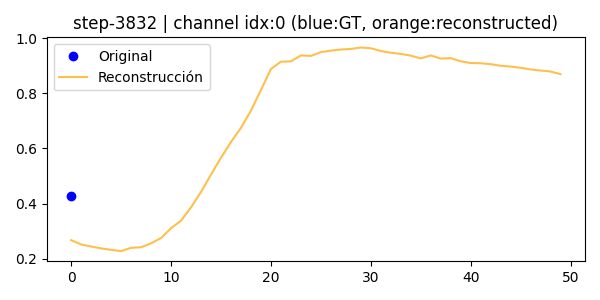 step-3832 | channel idx:0 (blue:GT, orange:reconstructed)
Original
Reconstrucción
1.0
0.8
0.6
0.4
0.2
0 10 20 30 40 50